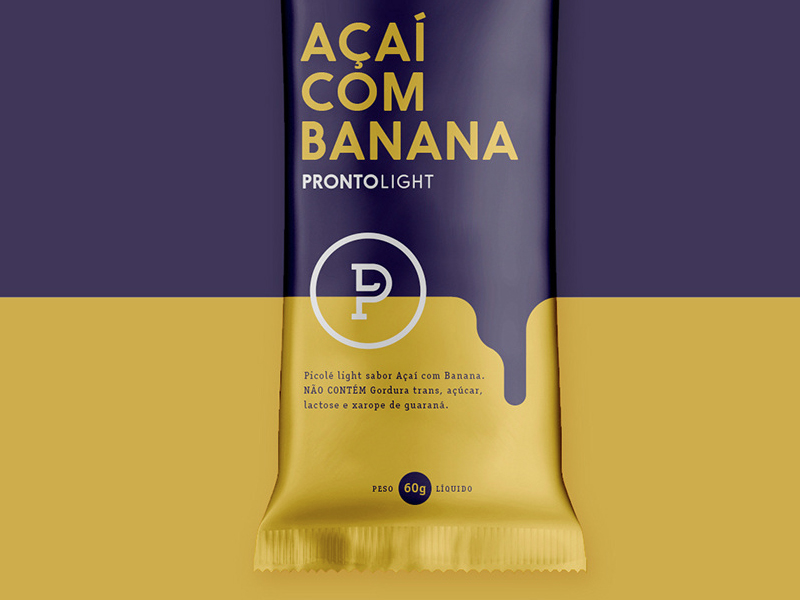 AÇAÍ
COM
BANANA
PRONTOLIGHT
P
Picolé light sabor Açaí com Banana.
NÃO CONTÉM Gordura trans, açúcar,
lactose e xarope de guaraná.
PESO 60g LÍQUIDO